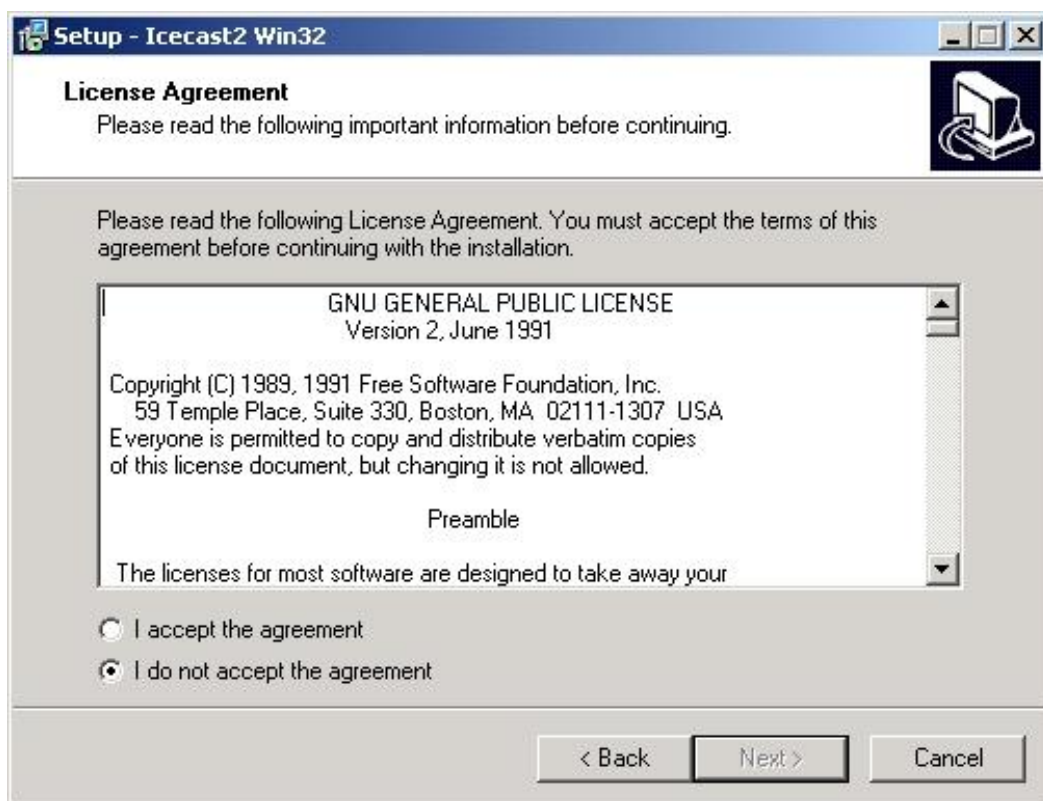 Setup - Icecast2 Win32
License Agreement
Please read the following important information before continuing.
Please read the following License Agreement. You must accept the terms of this
agreement before continuing with the installation.
GNU GENERAL PUBLIC LICENSE
Version 2, June 1991
Copyright (C) 1989, 1991 Free Software Foundation, Inc.
59 Temple Place, Suite 330, Boston, MA  02111-1307  USA
Everyone is permitted to copy and distribute verbatim copies
of this license document, but changing it is not allowed.
Preamble
The licenses for most software are designed to take away your
I accept the agreement
I do not accept the agreement
< Back
Next >
Cancel